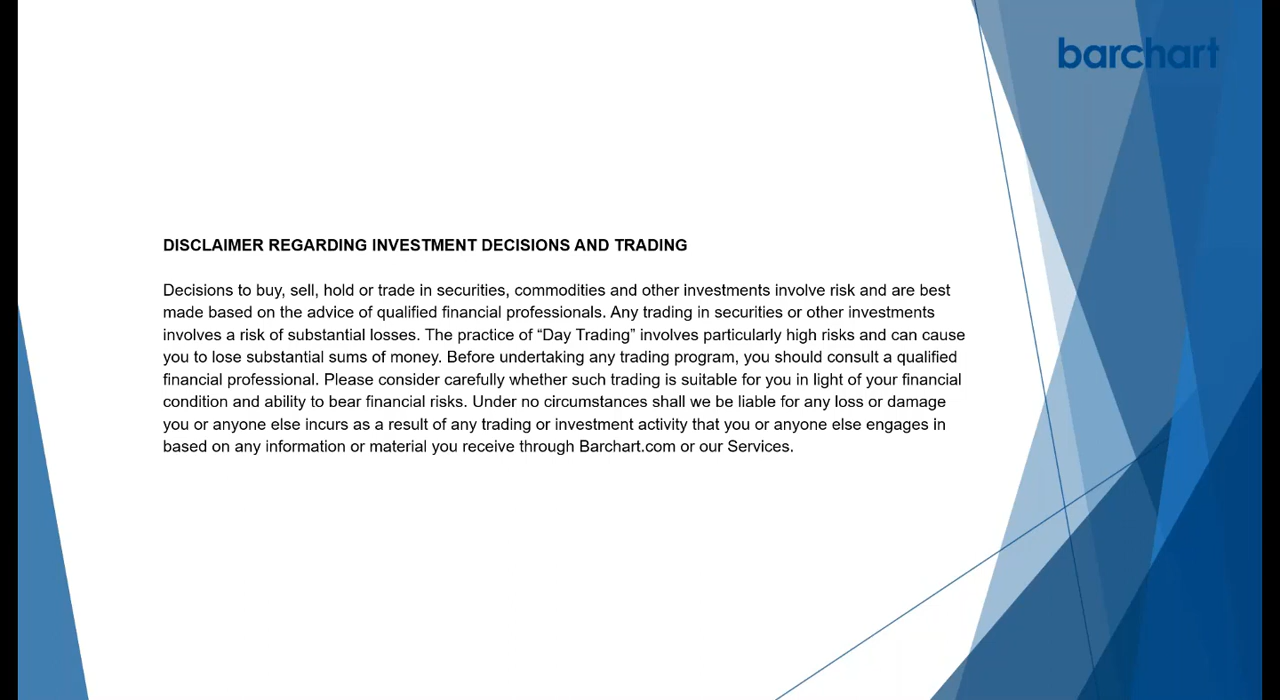 barchart
DISCLAIMER REGARDING INVESTMENT DECISIONS AND TRADING
Decisions to buy, sell, hold or trade in securities, commodities and other investments involve risk and are best
made based on the advice of qualified financial professionals. Any trading in securities or other investments
involves a risk of substantial losses. The practice of “Day Trading” involves particularly high risks and can cause
you to lose substantial sums of money. Before undertaking any trading program, you should consult a qualified
financial professional. Please consider carefully whether such trading is suitable for you in light of your financial
condition and ability to bear financial risks. Under no circumstances shall we be liable for any loss or damage
you or anyone else incurs as a result of any trading or investment activity that you or anyone else engages in
based on any information or material you receive through Barchart.com or our Services.